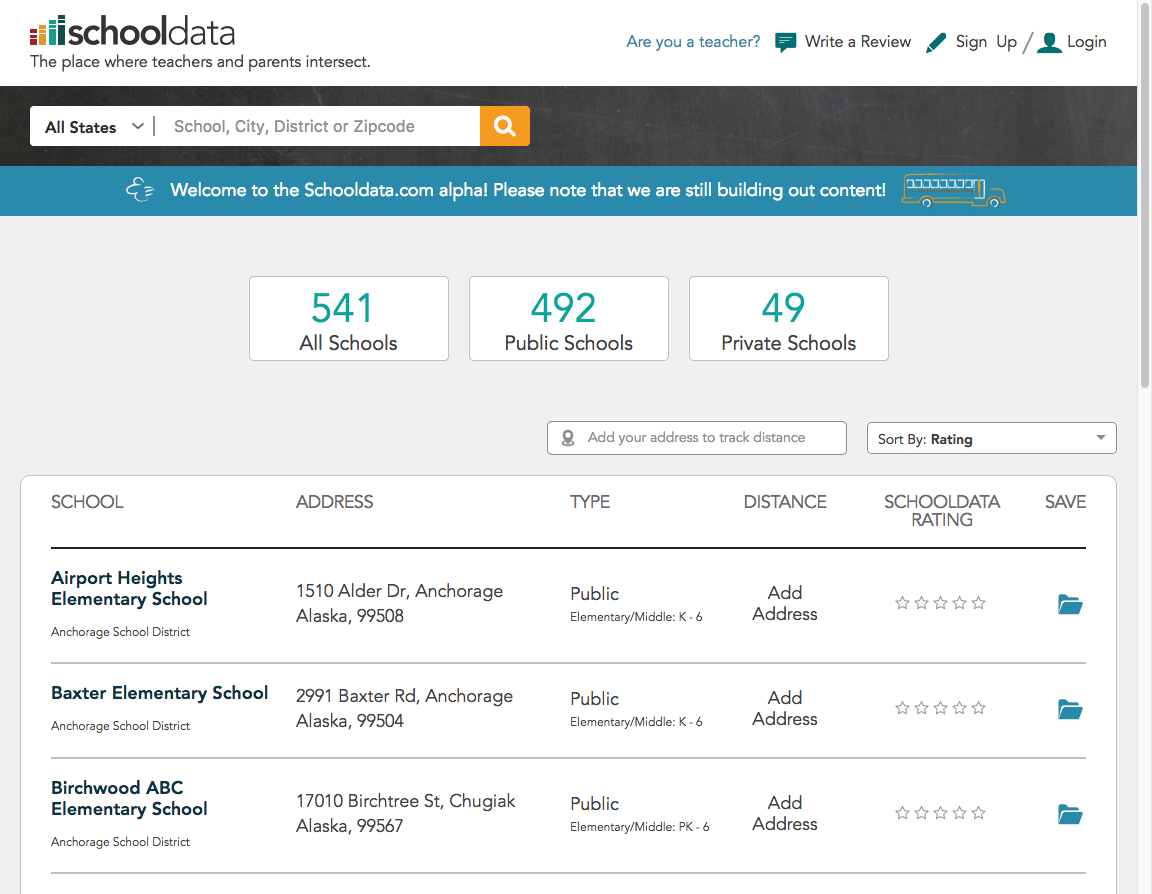 schooldata
The place where teachers and parents intersect.
Are you a teacher? Write a Review Sign Up / Login
All States School, City, District or Zipcode
Welcome to the Schooldata.com alpha! Please note that we are still building out content!
541 492 49
All Schools Public Schools Private Schools
Add your address to track distance Sort By: Rating
SCHOOL ADDRESS TYPE DISTANCE SCHOOLDATA RATING SAVE
Airport Heights
Elementary School
Anchorage School District
1510 Alder Dr, Anchorage
Alaska, 99508
Public
Elementary/Middle: K - 6
Add
Address
Baxter Elementary School
Anchorage School District
2991 Baxter Rd, Anchorage
Alaska, 99504
Public
Elementary/Middle: K - 6
Add
Address
Birchwood ABC
Elementary School
Anchorage School District
17010 Birchtree St, Chugiak
Alaska, 99567
Public
Elementary/Middle: PK - 6
Add
Address